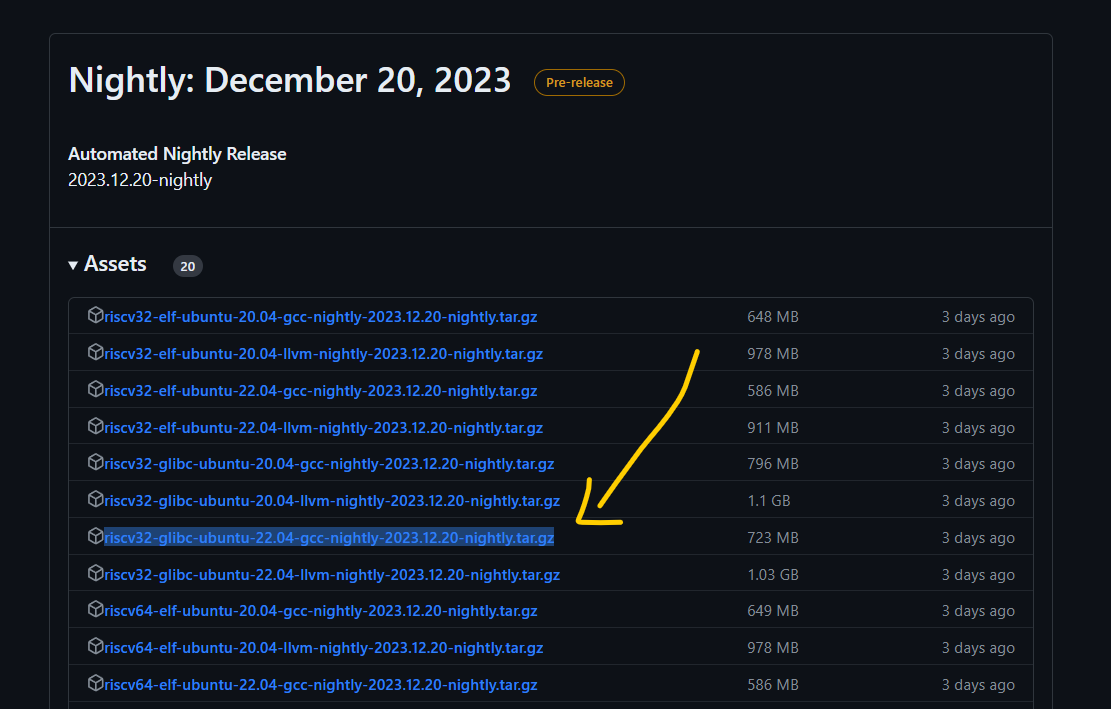 Nightly: December 20, 2023 Pre-release
Automated Nightly Release
2023.12.20-nightly
Assets 20
riscv32-elf-ubuntu-20.04-gcc-nightly-2023.12.20-nightly.tar.gz 648 MB 3 days ago
riscv32-elf-ubuntu-20.04-llvm-nightly-2023.12.20-nightly.tar.gz 978 MB 3 days ago
riscv32-elf-ubuntu-22.04-gcc-nightly-2023.12.20-nightly.tar.gz 586 MB 3 days ago
riscv32-elf-ubuntu-22.04-llvm-nightly-2023.12.20-nightly.tar.gz 911 MB 3 days ago
riscv32-glibc-ubuntu-20.04-gcc-nightly-2023.12.20-nightly.tar.gz 796 MB 3 days ago
riscv32-glibc-ubuntu-20.04-llvm-nightly-2023.12.20-nightly.tar.gz 1.1 GB 3 days ago
riscv32-glibc-ubuntu-22.04-gcc-nightly-2023.12.20-nightly.tar.gz 723 MB 3 days ago
riscv32-glibc-ubuntu-22.04-llvm-nightly-2023.12.20-nightly.tar.gz 1.03 GB 3 days ago
riscv64-elf-ubuntu-20.04-gcc-nightly-2023.12.20-nightly.tar.gz 649 MB 3 days ago
riscv64-elf-ubuntu-20.04-llvm-nightly-2023.12.20-nightly.tar.gz 978 MB 3 days ago
riscv64-elf-ubuntu-22.04-gcc-nightly-2023.12.20-nightly.tar.gz 586 MB 3 days ago